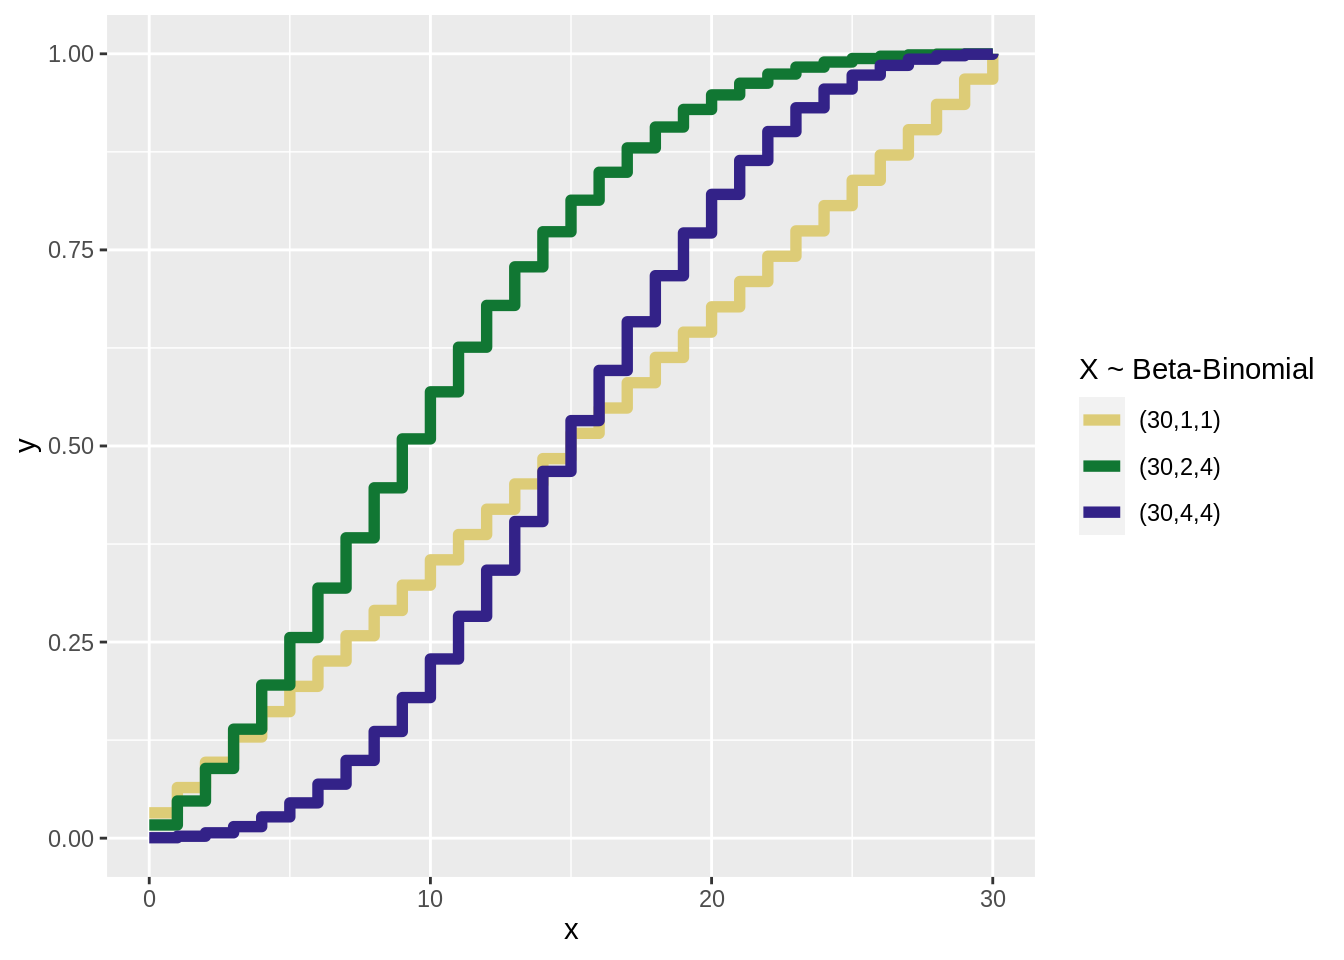 1.00
0.75
0.50
0.25
0.00
y
0 10 20 30
x
X ~ Beta-Binomial
(30,1,1)
(30,2,4)
(30,4,4)